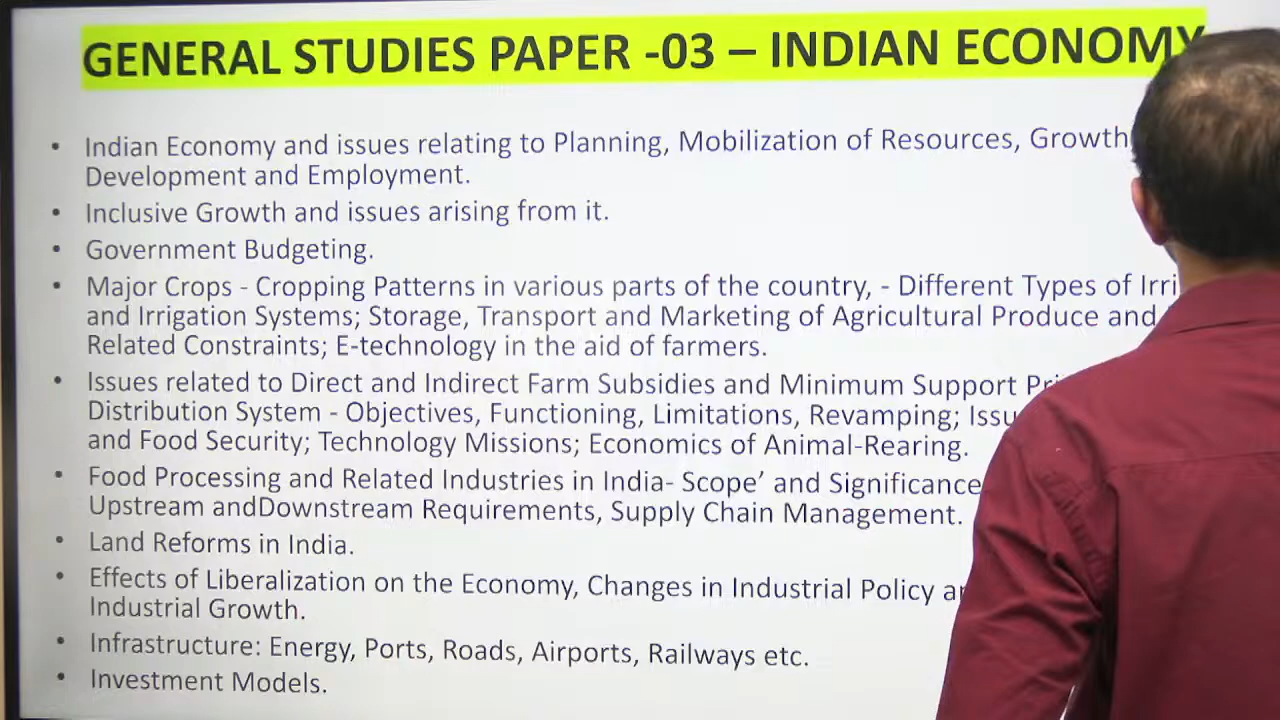 GENERAL STUDIES PAPER -03 – INDIAN ECONOMY
• Indian Economy and issues relating to Planning, Mobilization of Resources, Growth
Development and Employment.
• Inclusive Growth and issues arising from it.
• Government Budgeting.
• Major Crops - Cropping Patterns in various parts of the country, - Different Types of
and Irrigation Systems; Storage, Transport and Marketing of Agricultural Produce and
Related Constraints; E-technology in the aid of farmers.
• Issues related to Direct and Indirect Farm Subsidies and Minimum Support
Distribution System - Objectives, Functioning, Limitations, Revamping;
and Food Security; Technology Missions; Economics of Animal-Rearing.
• Food Processing and Related Industries in India- Scope’ and Significance
Upstream andDownstream Requirements, Supply Chain Management.
• Land Reforms in India.
• Effects of Liberalization on the Economy, Changes in Industrial Policy
Industrial Growth.
• Infrastructure: Energy, Ports, Roads, Airports, Railways etc.
• Investment Models.